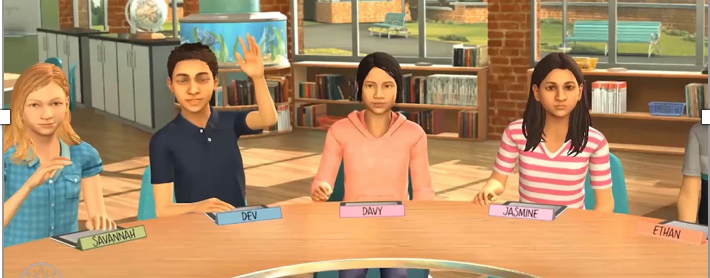 SAVANNAH
DEV
DAVY
JASMINE
ETHAN